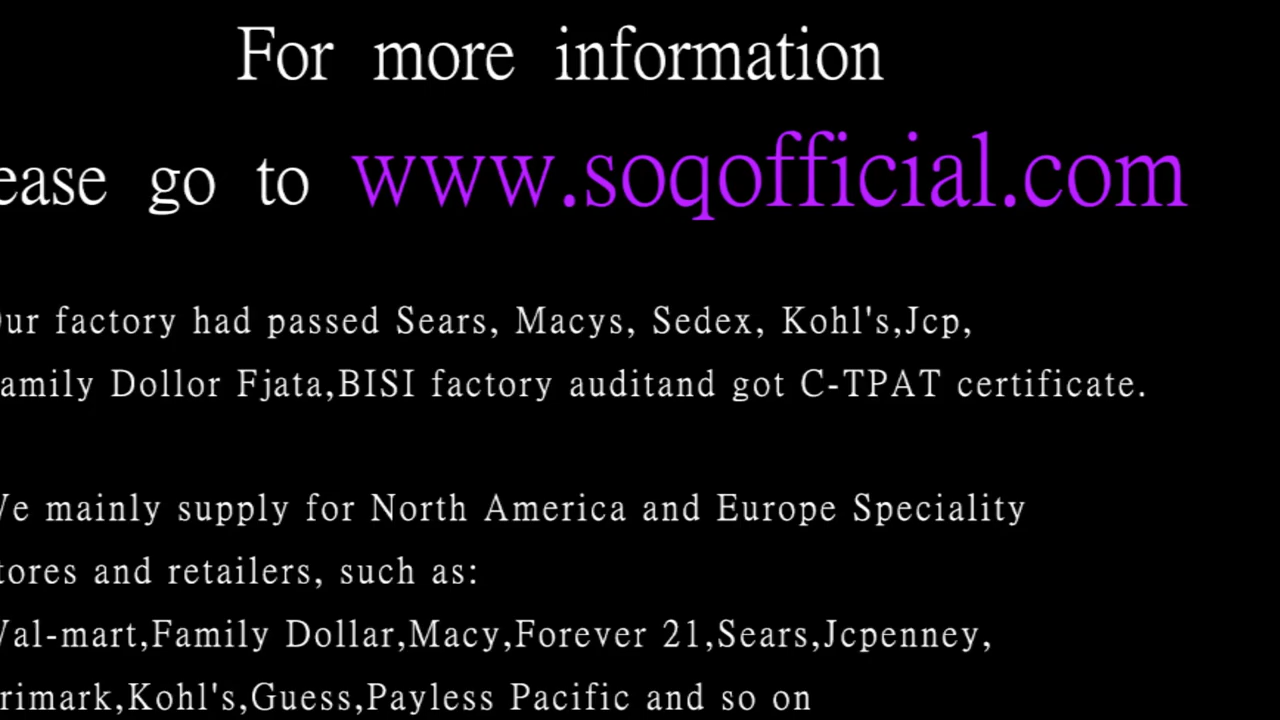 For more information
ease go to www.soqofficial.com
ur factory had passed Sears, Macys, Sedex, Kohl's,Jcp,
amily Dollor Fjata,BISI factory auditand got C-TPAT certificate.
We mainly supply for North America and Europe Speciality
tores and retailers, such as:
Wal-mart,Family Dollar,Macy,Forever 21,Sears,Jcpenney,
rimark,Kohl's,Guess,Payless Pacific and so on